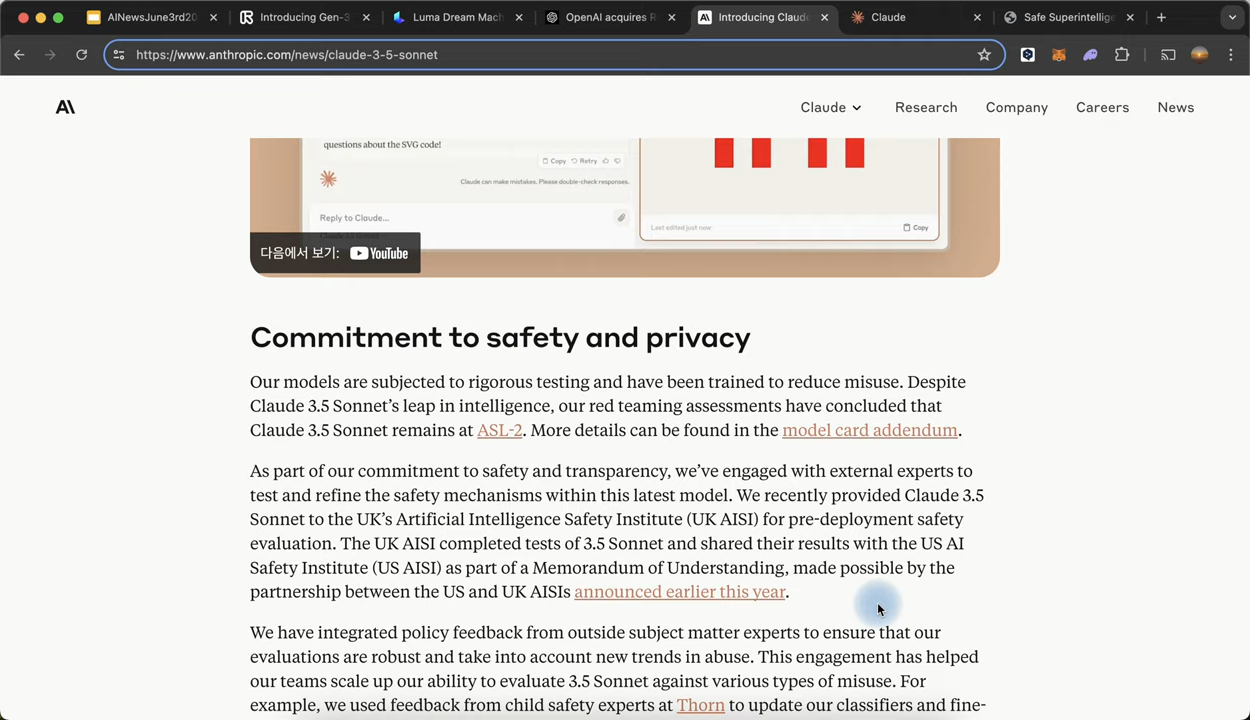 AINewsJune3rd20
Introducing Gen-3
Luma Dream Mach
OpenAI acquires R
Introducing Claude
Claude
Safe Superintellige
https://www.anthropic.com/news/claude-3-5-sonnet
Claude
Research
Company
Careers
News
questions about the SVG code!
Copy
Retry
Claude can make mistakes. Please double-check responses.
Reply to Claude...
Last edited just now
Copy
다음에서 보기: YouTube
Commitment to safety and privacy
Our models are subjected to rigorous testing and have been trained to reduce misuse. Despite
Claude 3.5 Sonnet’s leap in intelligence, our red teaming assessments have concluded that
Claude 3.5 Sonnet remains at ASL-2. More details can be found in the model card addendum.
As part of our commitment to safety and transparency, we’ve engaged with external experts to
test and refine the safety mechanisms within this latest model. We recently provided Claude 3.5
Sonnet to the UK’s Artificial Intelligence Safety Institute (UK AISI) for pre-deployment safety
evaluation. The UK AISI completed tests of 3.5 Sonnet and shared their results with the US AI
Safety Institute (US AISI) as part of a Memorandum of Understanding, made possible by the
partnership between the US and UK AISIs announced earlier this year.
We have integrated policy feedback from outside subject matter experts to ensure that our
evaluations are robust and take into account new trends in abuse. This engagement has helped
our teams scale up our ability to evaluate 3.5 Sonnet against various types of misuse. For
example, we used feedback from child safety experts at Thorn to update our classifiers and fine-